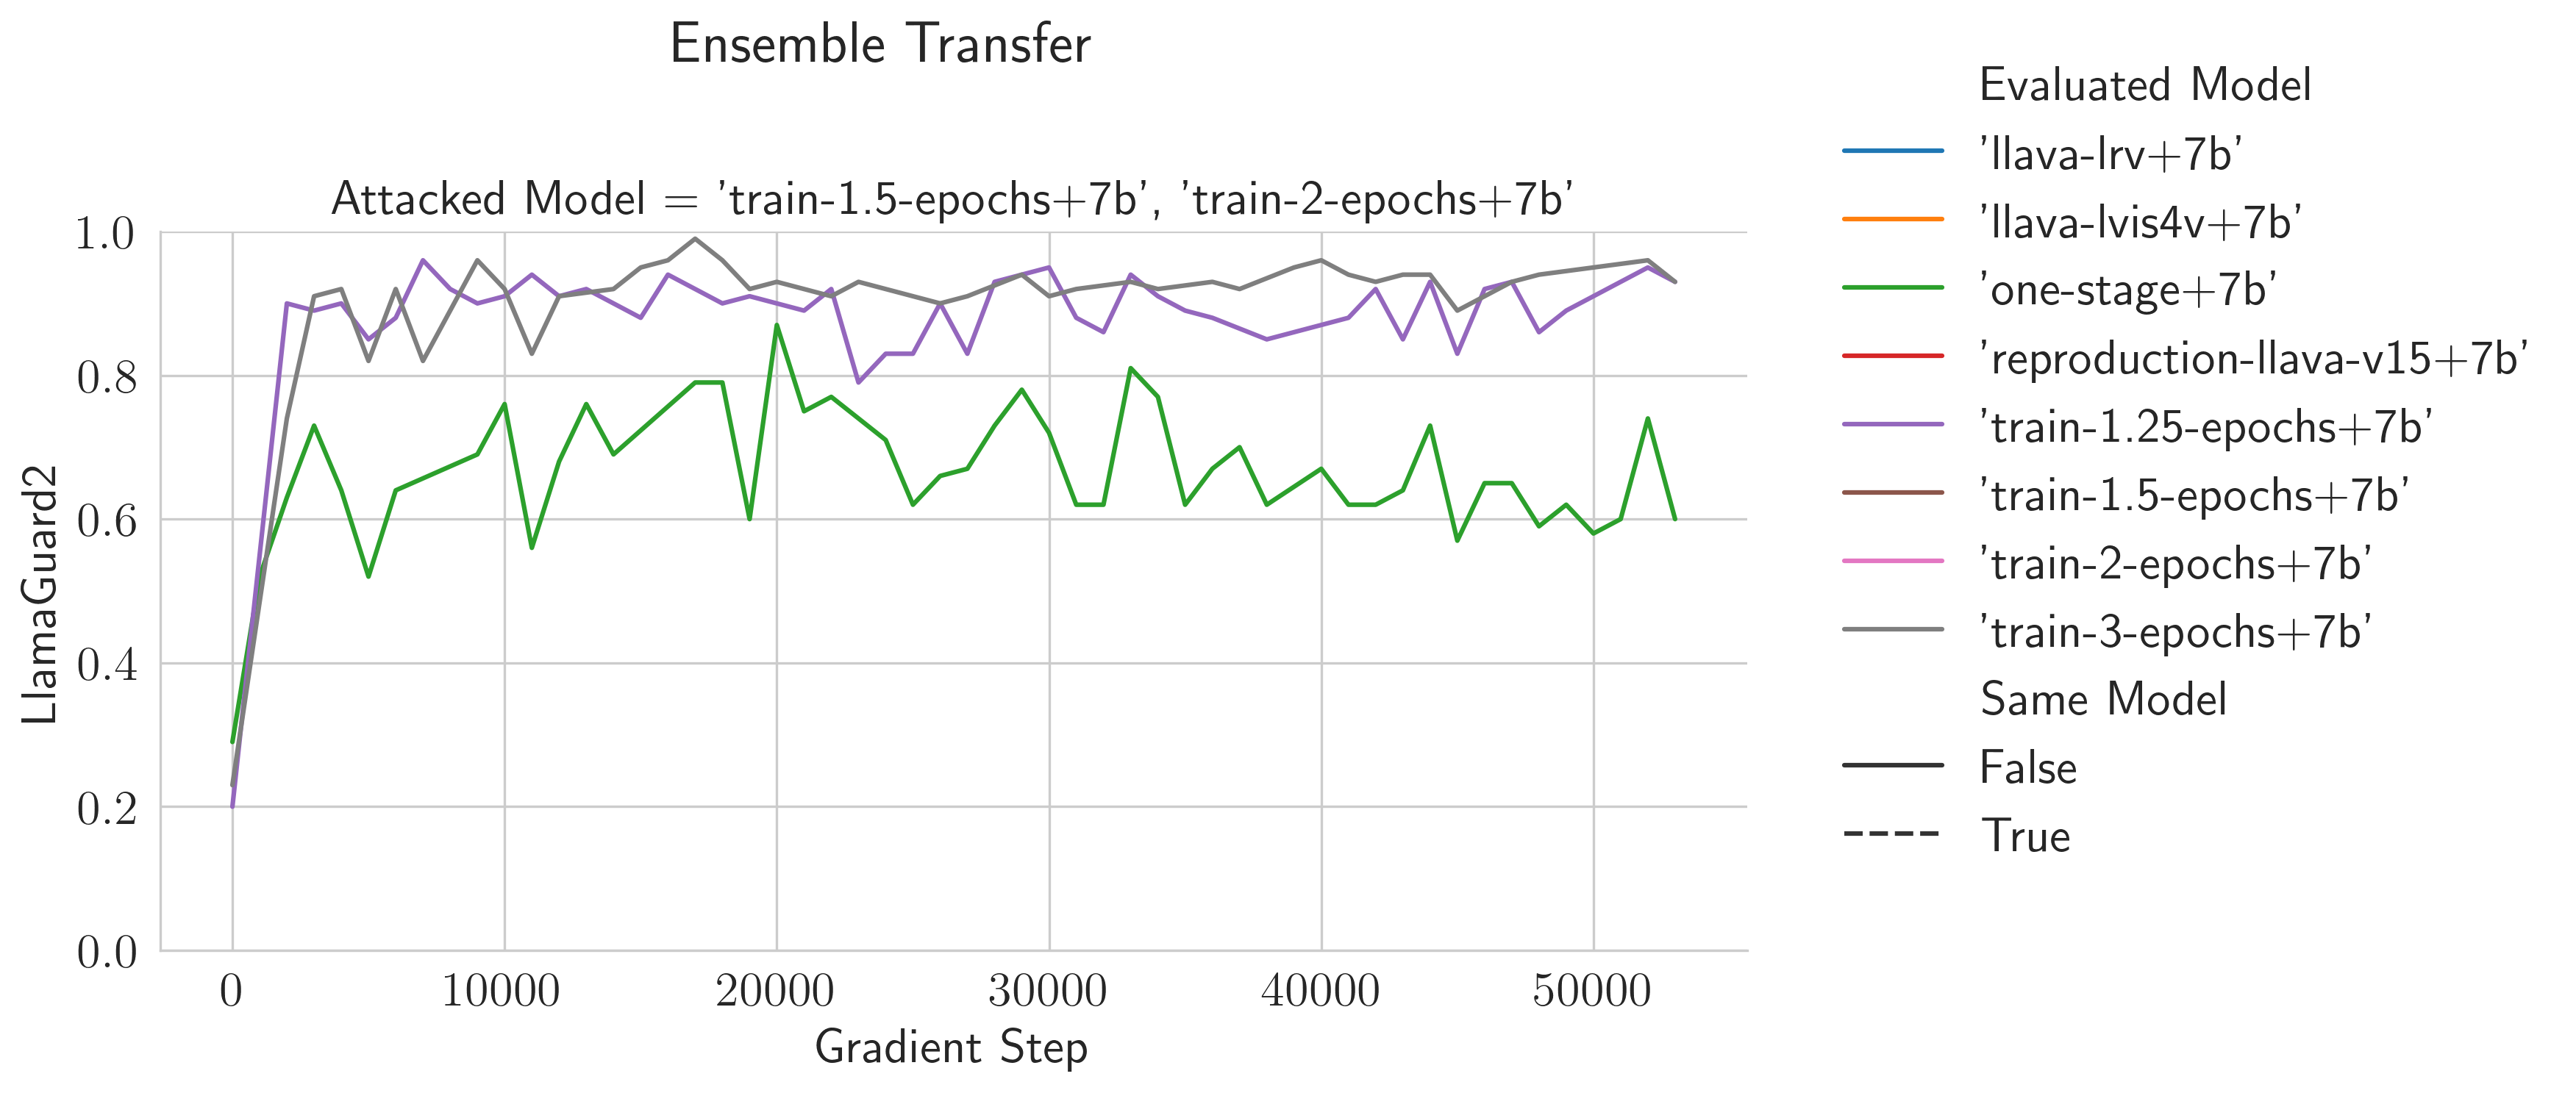 Ensemble Transfer
Attacked Model = 'train-1.5-epochs+7b', 'train-2-epochs+7b'
LlamaGuard2
1.0
0.8
0.6
0.4
0.2
0.0
0
10000
20000
30000
40000
50000
Gradient Step
Evaluated Model
'llava-lrv+7b'
'llava-lvis4v+7b'
'one-stage+7b'
'reproduction-llava-v15+7b'
'train-1.25-epochs+7b'
'train-1.5-epochs+7b'
'train-2-epochs+7b'
'train-3-epochs+7b'
Same Model
False
True